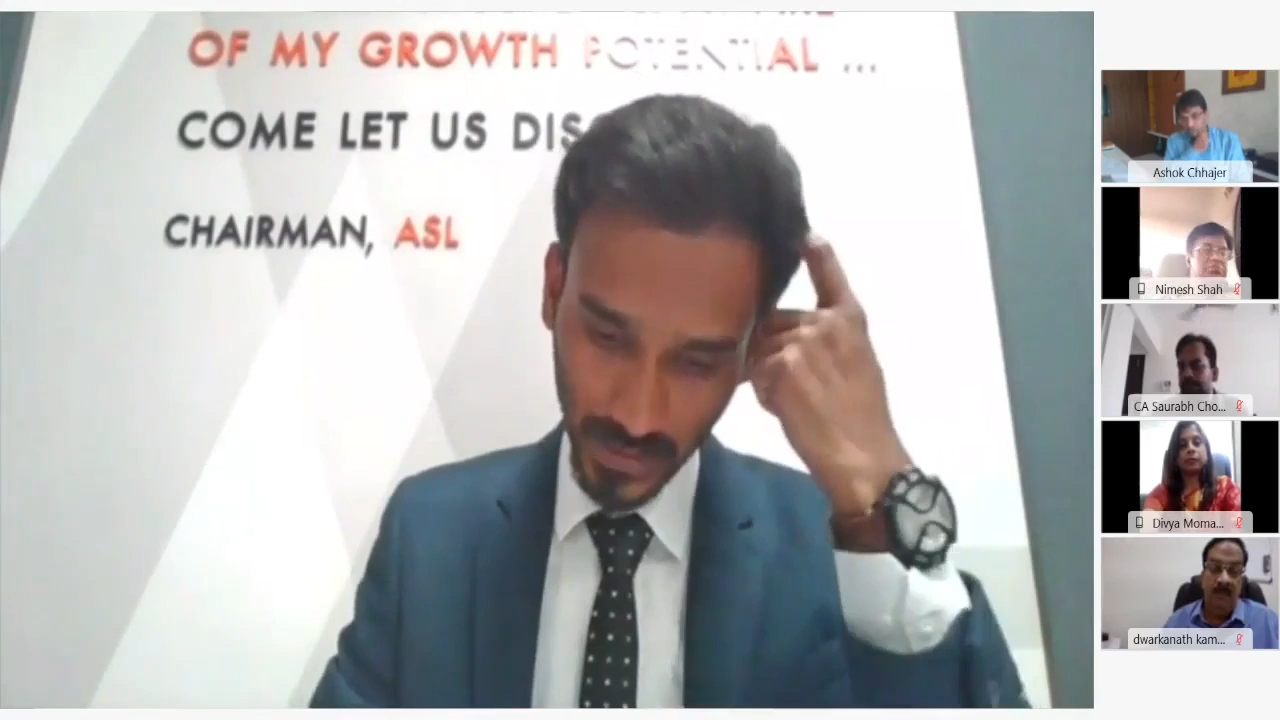 OF MY GROWTH POTENTIAL ...
COME LET US DIS
CHAIRMAN, ASL
Ashok Chhajer
Nimesh Shah
CA Saurabh Cho...
Divya Moma...
dwarkanath kam...